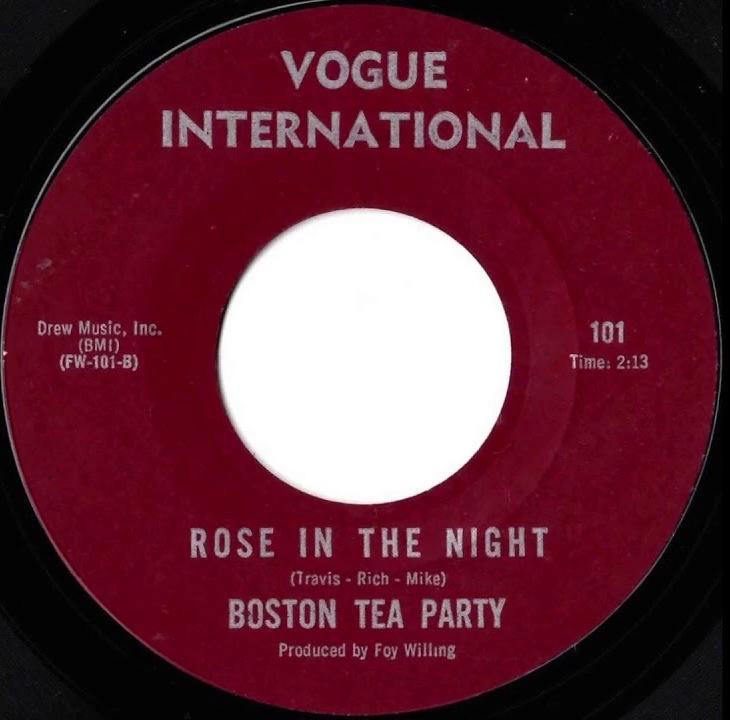 VOGUE
INTERNATIONAL
Drew Music, Inc.
(BMI)
(FW-101-B)
101
Time: 2:13
ROSE IN THE NIGHT
(Travis - Rich - Mike)
BOSTON TEA PARTY
Produced by Foy Willing